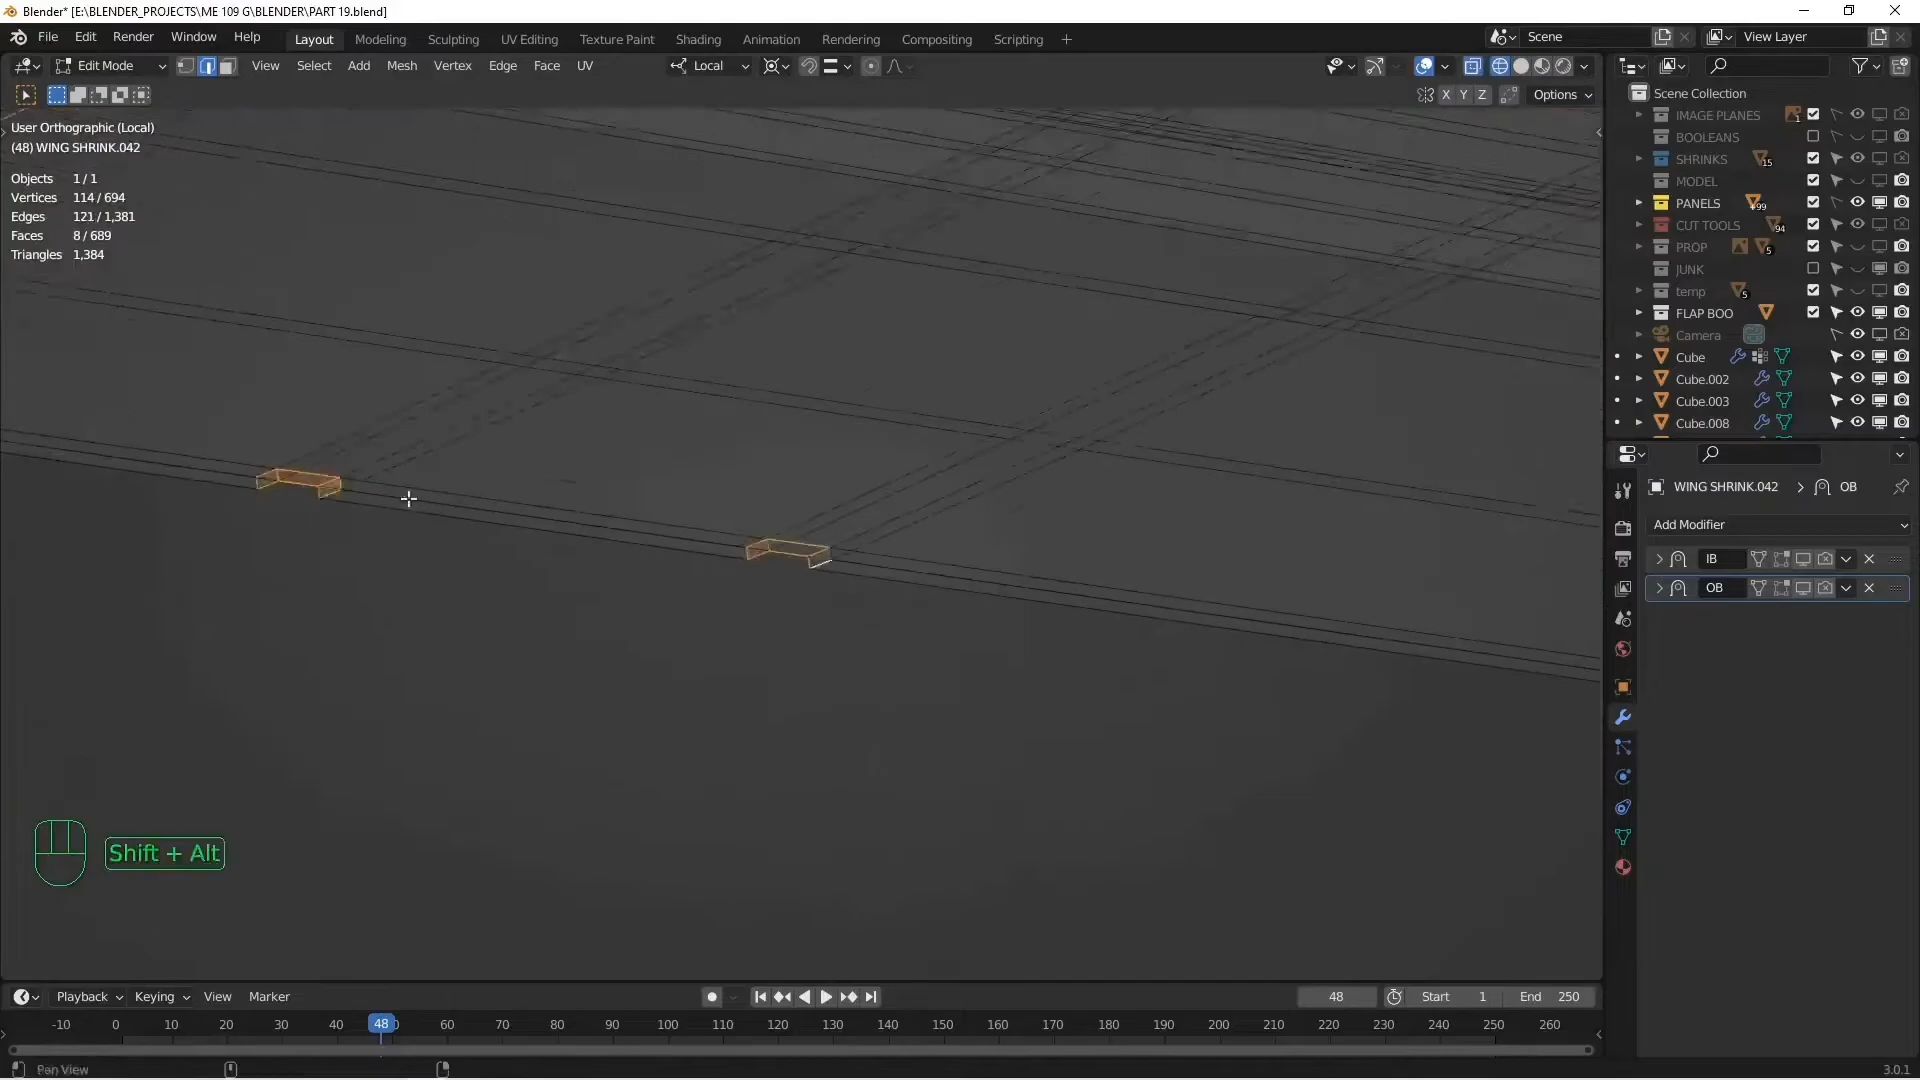 Blender* [E:\BLENDER_PROJECTS\ME 109 G\BLENDER\PART 19.blend]
File Edit Render Window Help Layout Modeling Sculpting UV Editing Texture Paint Shading Animation Rendering Compositing Scripting + Scene View Layer
Edit Mode View Select Add Mesh Vertex Edge Face UV Local
X Y Z Options
User Orthographic (Local)
(48) WING SHRINK.042
Objects 1 / 1
Vertices 114 / 694
Edges 121 / 1,381
Faces 8 / 689
Triangles 1,384
Scene Collection
IMAGE PLANES 1
BOOLEANS
SHRINKS 15
MODEL
PANELS +99
CUT TOOLS 94
PROP 5
JUNK
temp 5
FLAP BOO
Camera
Cube
Cube.002
Cube.003
Cube.008
WING SHRINK.042 > OB
Add Modifier
IB
OB
Shift + Alt
Playback Keying View Marker 48 Start 1 End 250
-10 0 10 20 30 40 48 60 70 80 90 100 110 120 130 140 150 160 170 180 190 200 210 220 230 240 250 260
Pan View 3.0.1